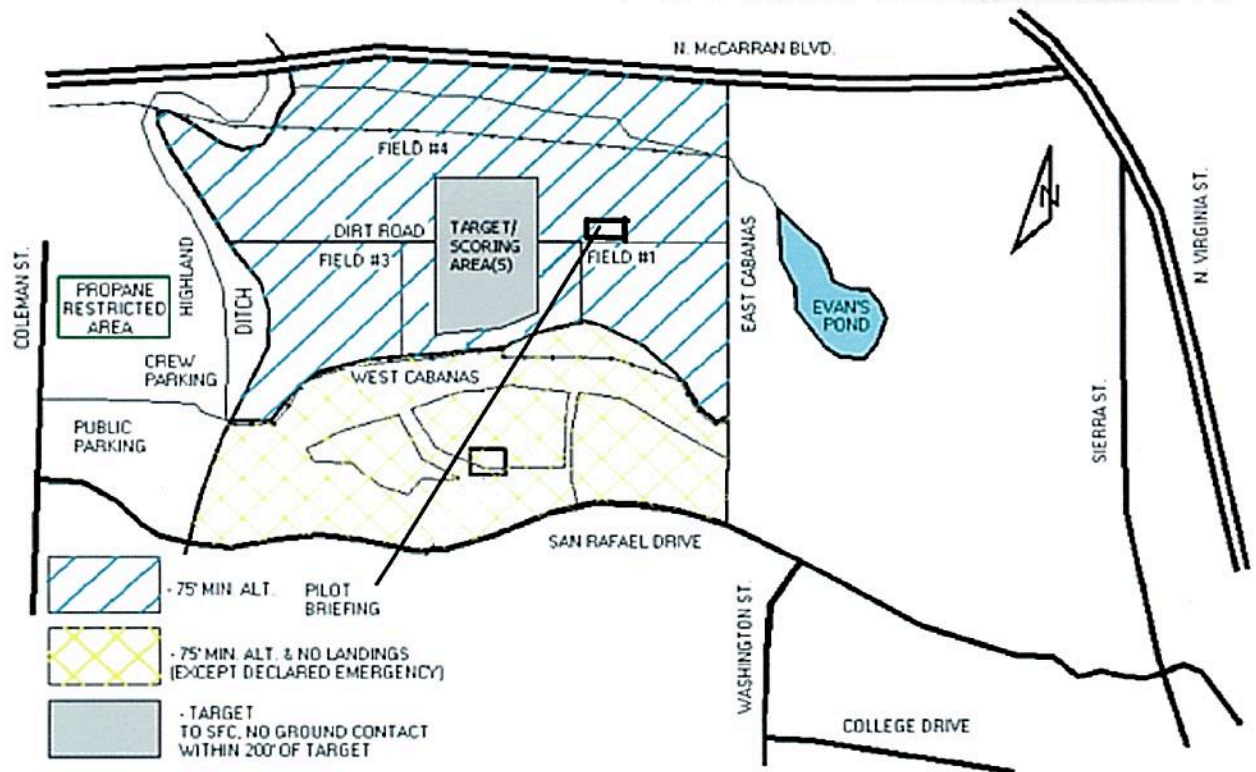 N. McCARRAN BLVD.
N VIRGINIA ST.
FIELD #4
DIRT ROAD
TARGET/
SCORING
AREA(S)
FIELD #3
FIELD #1
EAST CABANAS
EVAN'S
POND
N
COLEMAN ST.
PROPANE
RESTRICTED
AREA
HIGHLAND
DITCH
CREW
PARKING
WEST CABANAS
PUBLIC
PARKING
SIERRA ST.
SAN RAFAEL DRIVE
- 75' MIN. ALT.
PILOT
BRIEFING
- 75' MIN. ALT. & NO LANDINGS
(EXCEPT DECLARED EMERGENCY)
- TARGET
TO SFC, NO GROUND CONTACT
WITHIN 200' OF TARGET
WASHINGTON ST.
COLLEGE DRIVE